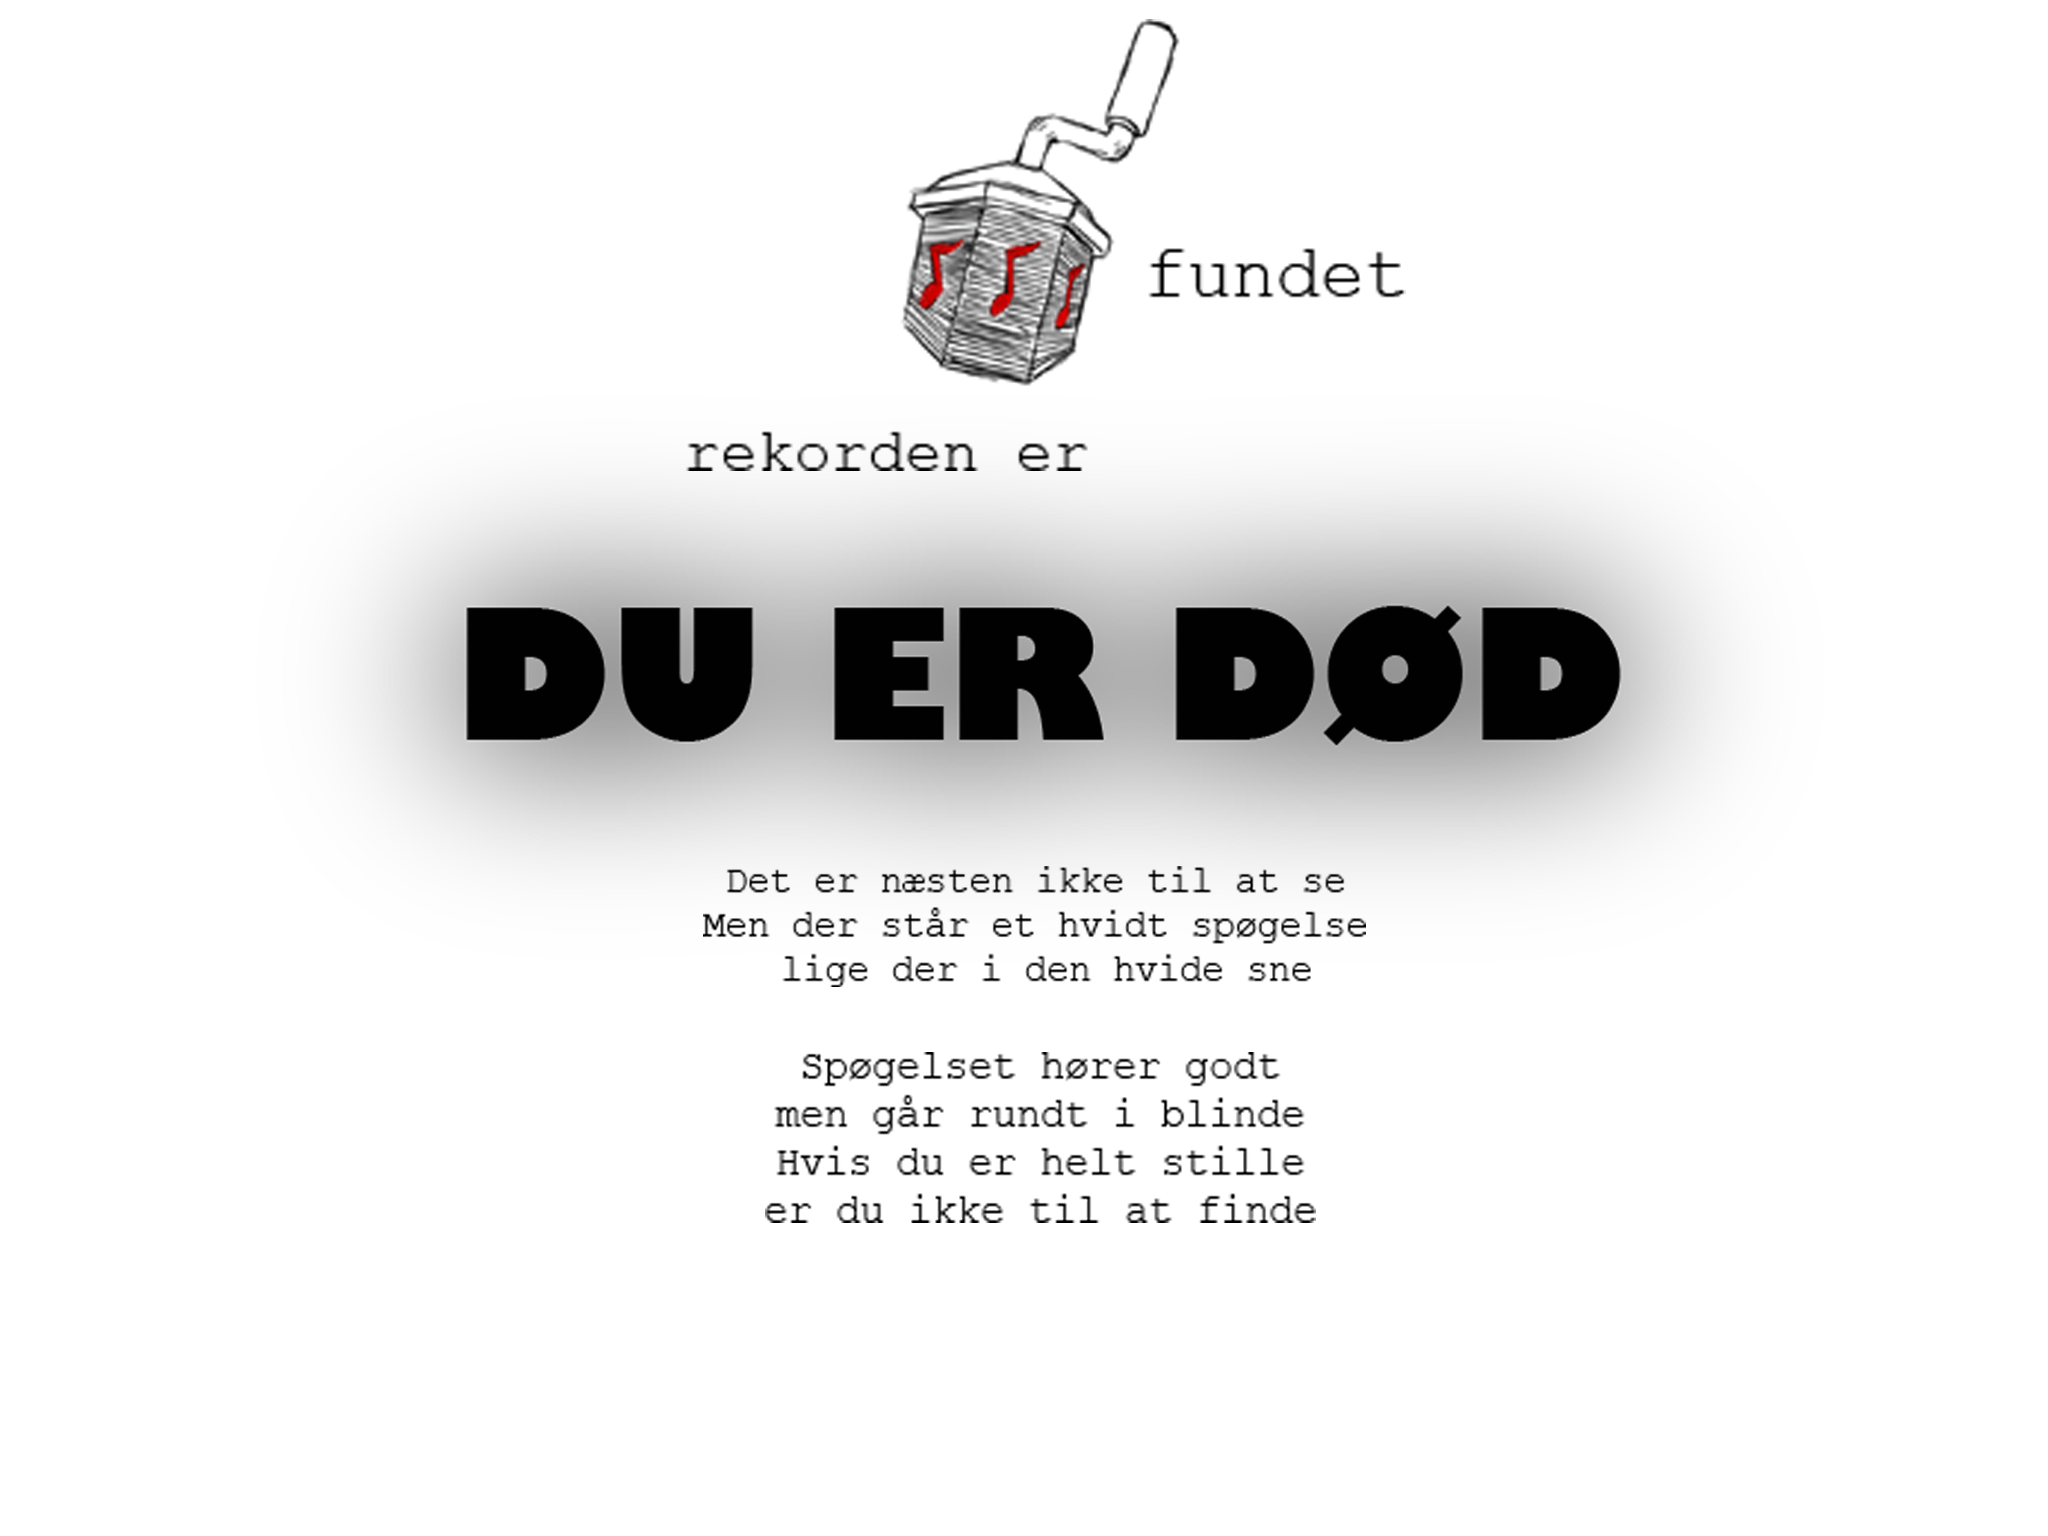 fundet
rekorden er
DU ER DØD
Det er næsten ikke til at se
Men der står et hvidt spøgelse
lige der i den hvide sne
Spøgelset hører godt
men går rundt i blinde
Hvis du er helt stille
er du ikke til at finde